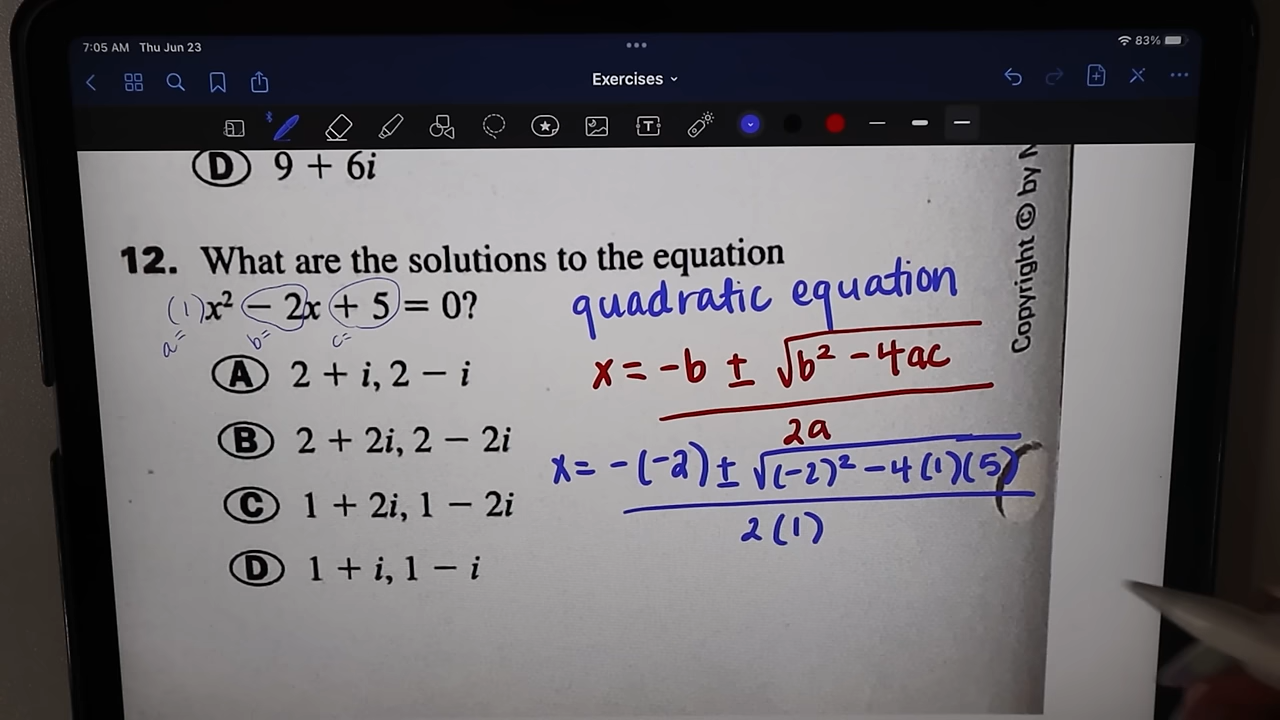 7:05 AM Thu Jun 23
83%
Exercises
D 9 + 6i
Copyright © by
12. What are the solutions to the equation
(1)x² − 2x + 5 = 0?
a= b= c=
quadratic equation
x = -b ± √b² - 4ac
2a
x = -(-2) ± √(-2)² - 4(1)(5)
2(1)
A 2 + i, 2 − i
B 2 + 2i, 2 − 2i
C 1 + 2i, 1 − 2i
D 1 + i, 1 − i